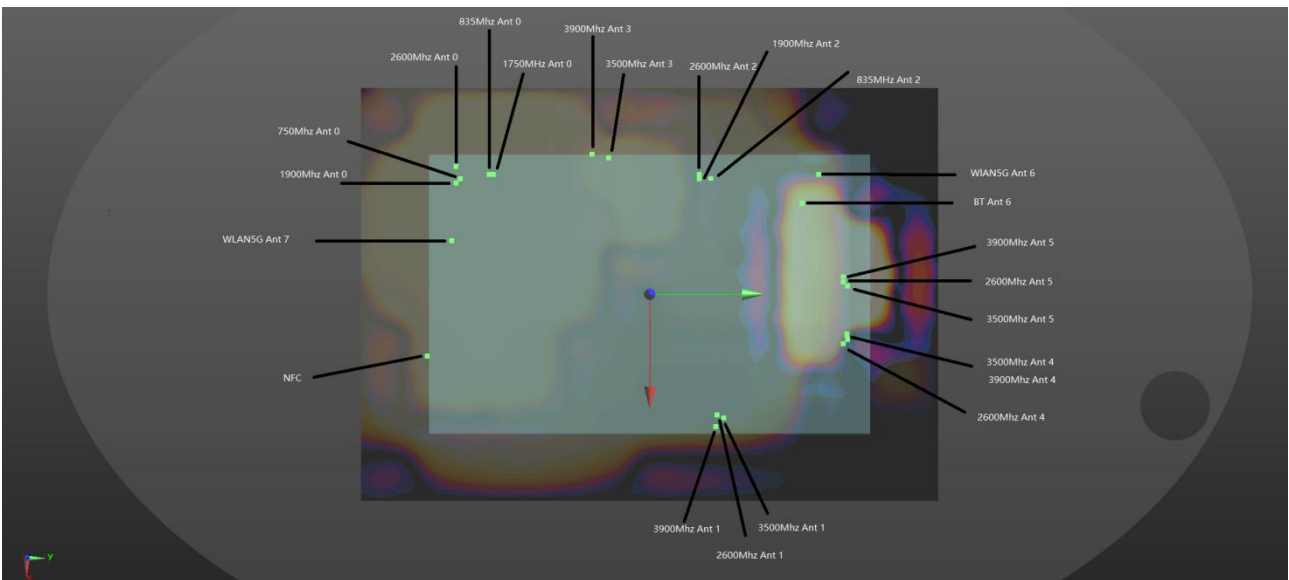 835Mhz Ant 0
3900Mhz Ant 3
1900Mhz Ant 2
2600Mhz Ant 0
1750MHz Ant 0
3500Mhz Ant 3
2600Mhz Ant 2
835MHz Ant 2
750Mhz Ant 0
1900Mhz Ant 0
WIAN5G Ant 6
BT Ant 6
WLAN5G Ant 7
3900Mhz Ant 5
2600Mhz Ant 5
3500Mhz Ant 5
3500Mhz Ant 4
NFC
3900Mhz Ant 4
2600Mhz Ant 4
3900Mhz Ant 1
3500Mhz Ant 1
2600Mhz Ant 1
Y